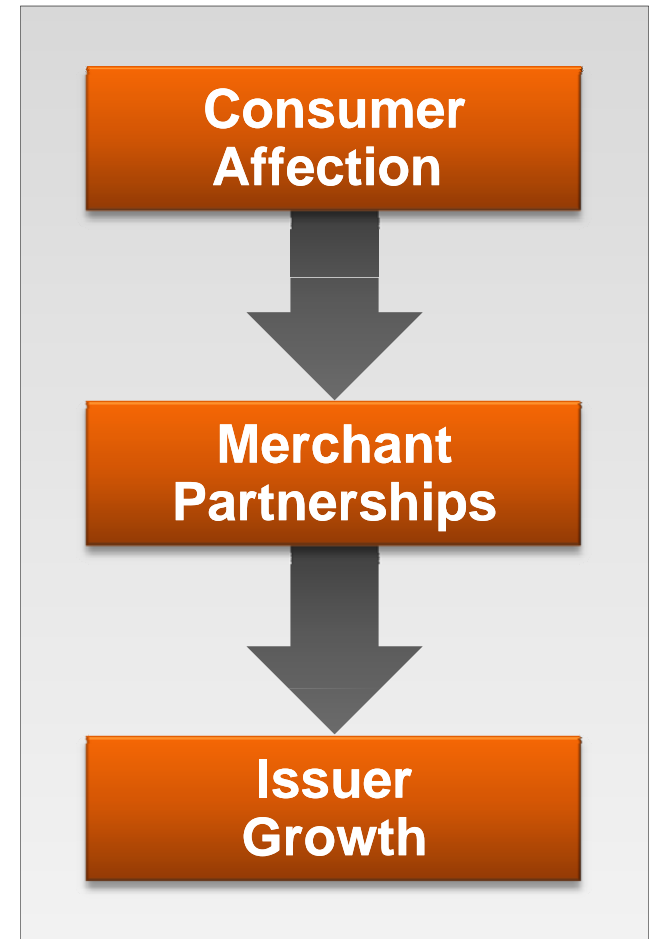 Consumer
Affection
Merchant
Partnerships
Issuer
Growth